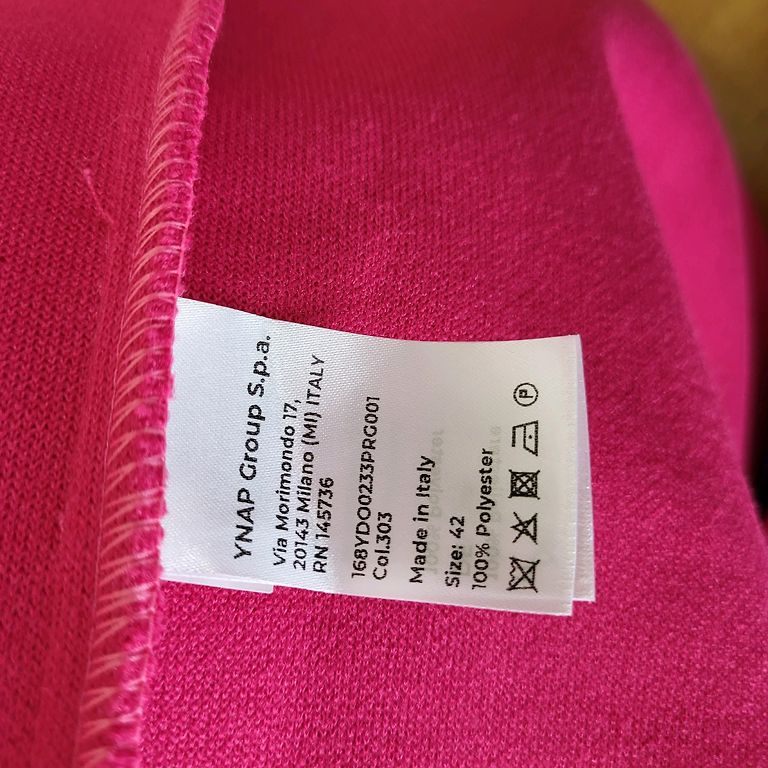 YNAP Group S.p.a.
Via Morimondo 17,
20143 Milano (MI) ITALY
RN 145736
168YDO0233PRG001
Col.303
Made in Italy
Size: 42
100% Polyester
P